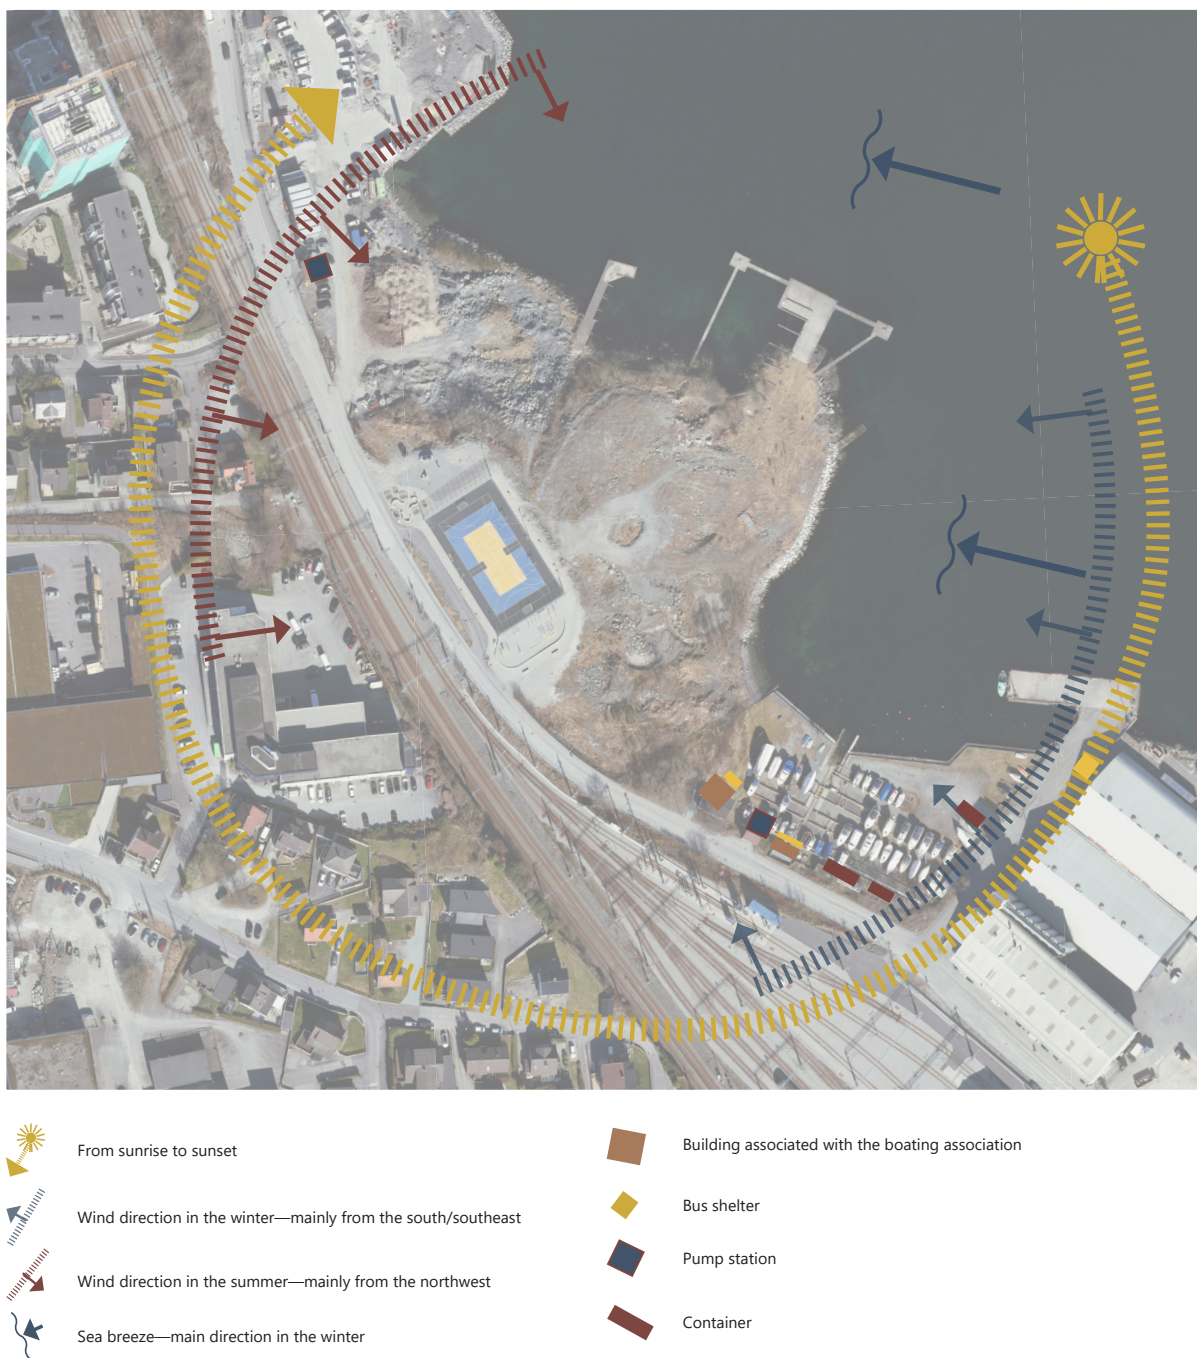 From sunrise to sunset
Wind direction in the winter—mainly from the south/southeast
Wind direction in the summer—mainly from the northwest
Sea breeze—main direction in the winter
Building associated with the boating association
Bus shelter
Pump station
Container